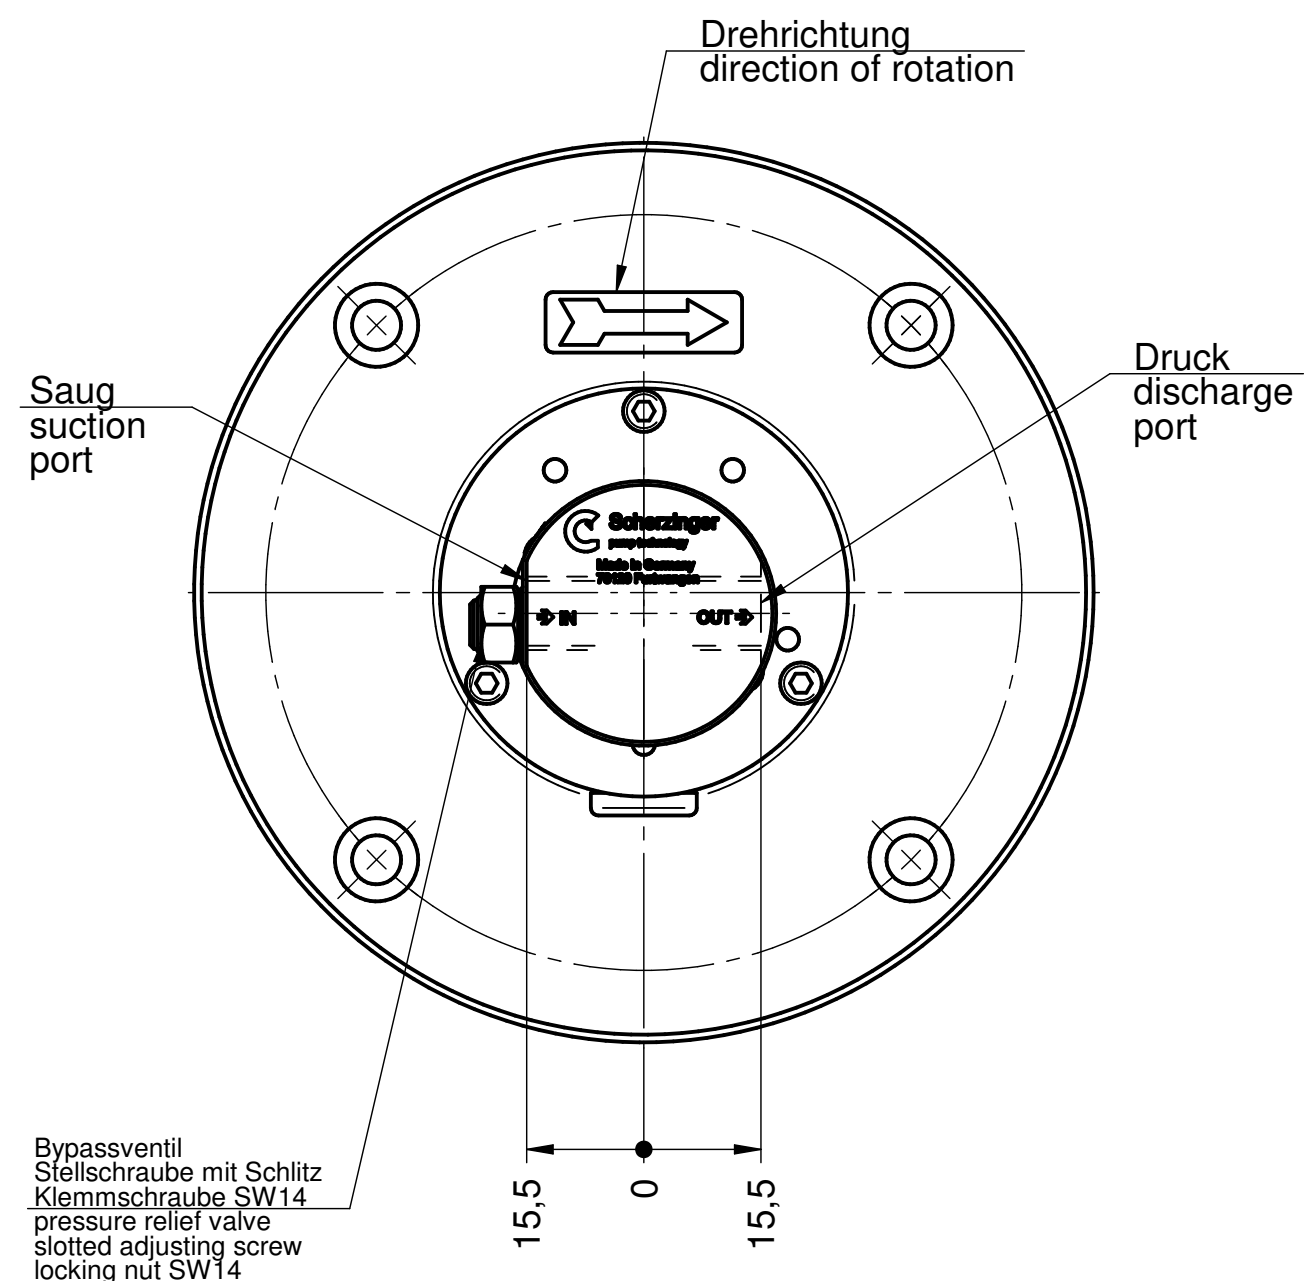 Drehrichtung
direction of rotation
Saug
suction
port
Druck
discharge
port
Scherzinger
pump technology
Made in Germany
78120 Furtwangen
IN
OUT
Bypassventil
Stellschraube mit Schlitz
Klemmschraube SW14
pressure relief valve
slotted adjusting screw
locking nut SW14
15,5
0
15,5